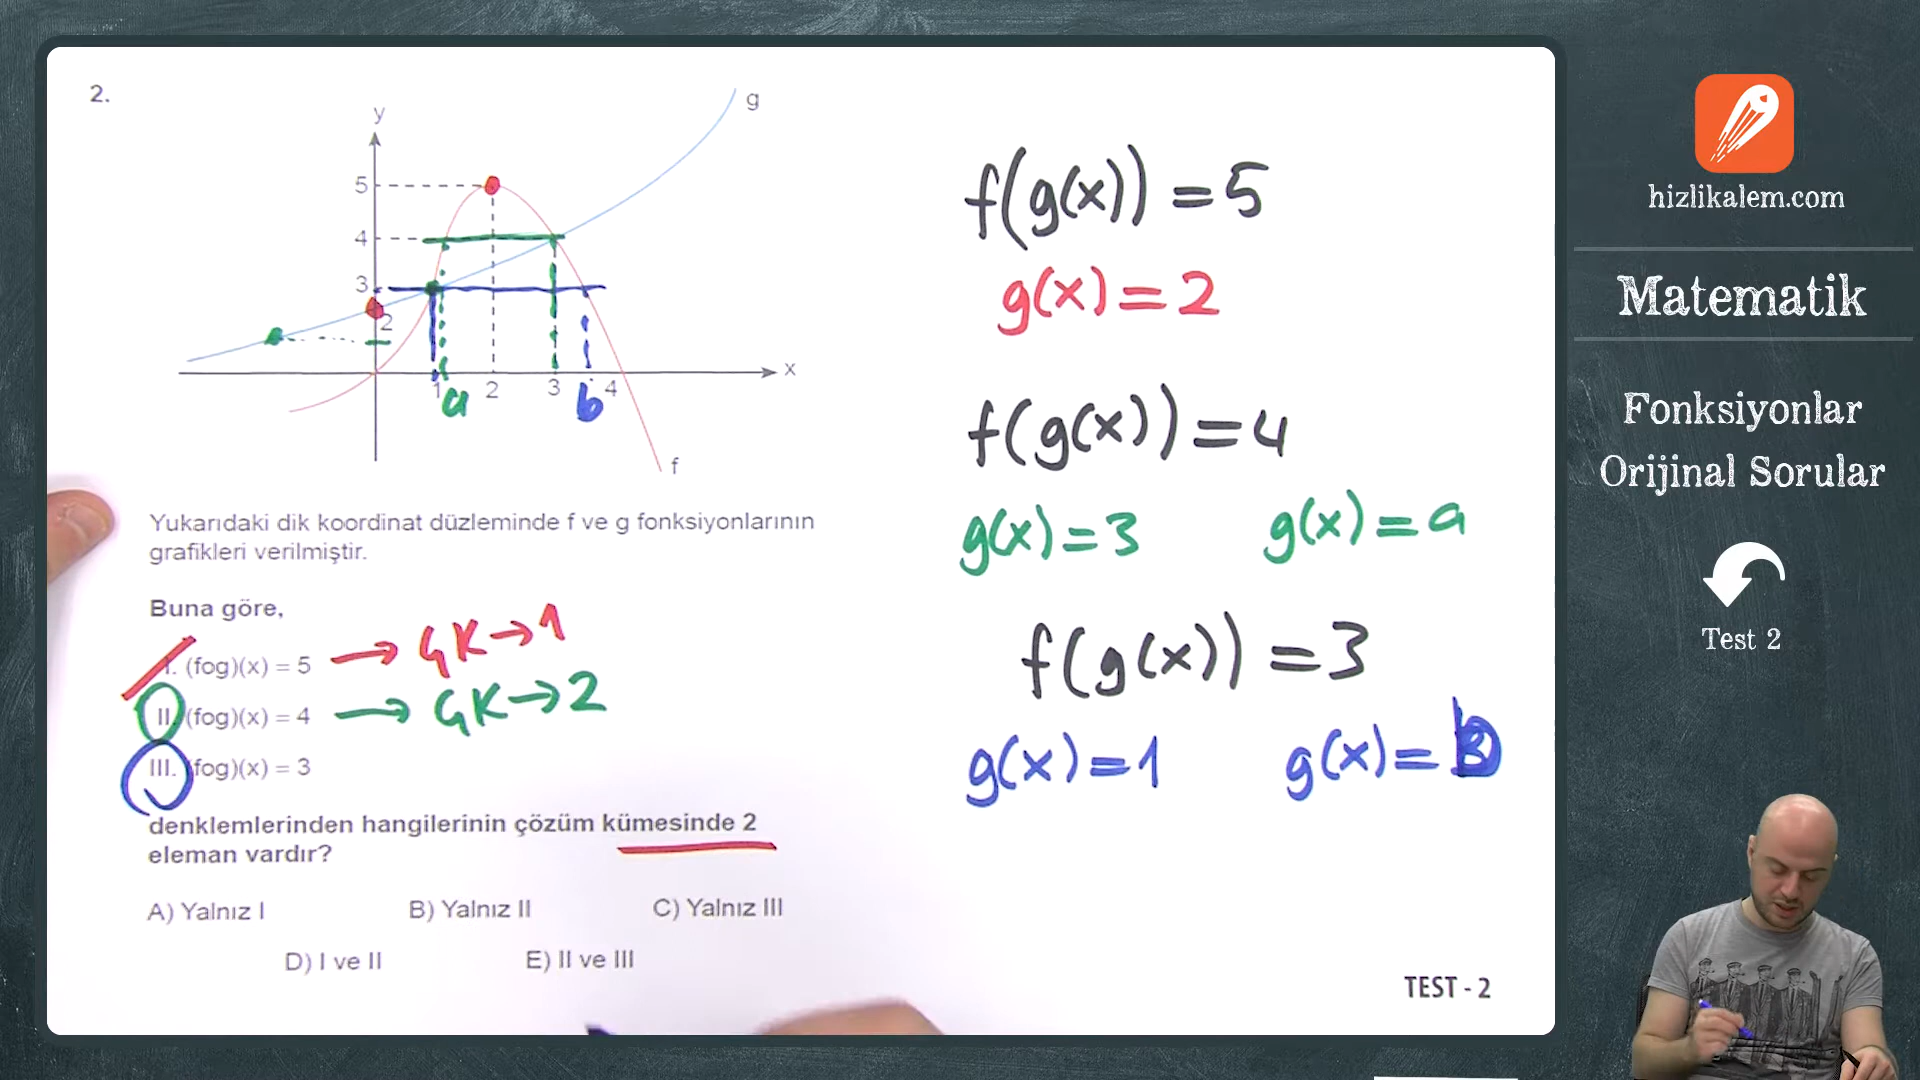 2.
y
g
5
4
3
2
x
1 2 3 4
a b
f
Yukarıdaki dik koordinat düzleminde f ve g fonksiyonlarının
grafikleri verilmiştir.
Buna göre,
I. (fog)(x) = 5 → GK→1
II. (fog)(x) = 4 → GK→2
III. (fog)(x) = 3
denklemlerinden hangilerinin çözüm kümesinde 2
eleman vardır?
A) Yalnız I B) Yalnız II C) Yalnız III
D) I ve II E) II ve III
f(g(x)) = 5
g(x) = 2
f(g(x)) = 4
g(x) = 3 g(x) = a
f(g(x)) = 3
g(x) = 1 g(x) = b
TEST - 2
hizlikalem.com
Matematik
Fonksiyonlar
Orijinal Sorular
Test 2